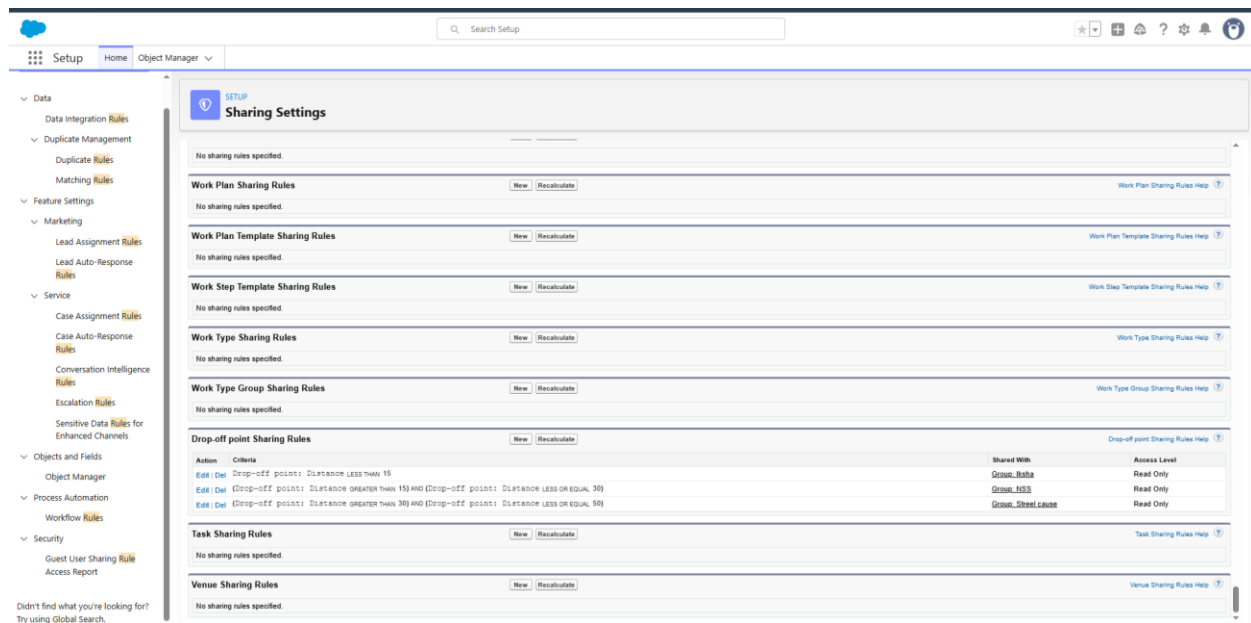 Search Setup
Setup Home Object Manager
Data
Data Integration Rules
Duplicate Management
Duplicate Rules
Matching Rules
Feature Settings
Marketing
Lead Assignment Rules
Lead Auto-Response
Rules
Service
Case Assignment Rules
Case Auto-Response
Rules
Conversation Intelligence
Rules
Escalation Rules
Sensitive Data Rules for
Enhanced Channels
Objects and Fields
Object Manager
Process Automation
Workflow Rules
Security
Guest User Sharing Rule
Access Report
Didn't find what you're looking for?
Try using Global Search.
SETUP
Sharing Settings
No sharing rules specified.
Work Plan Sharing Rules New Recalculate Work Plan Sharing Rules Help ?
No sharing rules specified.
Work Plan Template Sharing Rules New Recalculate Work Plan Template Sharing Rules Help ?
No sharing rules specified.
Work Step Template Sharing Rules New Recalculate Work Step Template Sharing Rules Help ?
No sharing rules specified.
Work Type Sharing Rules New Recalculate Work Type Sharing Rules Help ?
No sharing rules specified.
Work Type Group Sharing Rules New Recalculate Work Type Group Sharing Rules Help ?
No sharing rules specified.
Drop-off point Sharing Rules New Recalculate Drop-off point Sharing Rules Help ?
Action Criteria Shared With Access Level
Edit | Del Drop-off point: Distance LESS THAN 15 Group: Iksha Read Only
Edit | Del (Drop-off point: Distance GREATER THAN 15) AND (Drop-off point: Distance LESS OR EQUAL 30) Group: NSS Read Only
Edit | Del (Drop-off point: Distance GREATER THAN 30) AND (Drop-off point: Distance LESS OR EQUAL 50) Group: Street cause Read Only
Task Sharing Rules New Recalculate Task Sharing Rules Help ?
No sharing rules specified.
Venue Sharing Rules New Recalculate Venue Sharing Rules Help ?
No sharing rules specified.